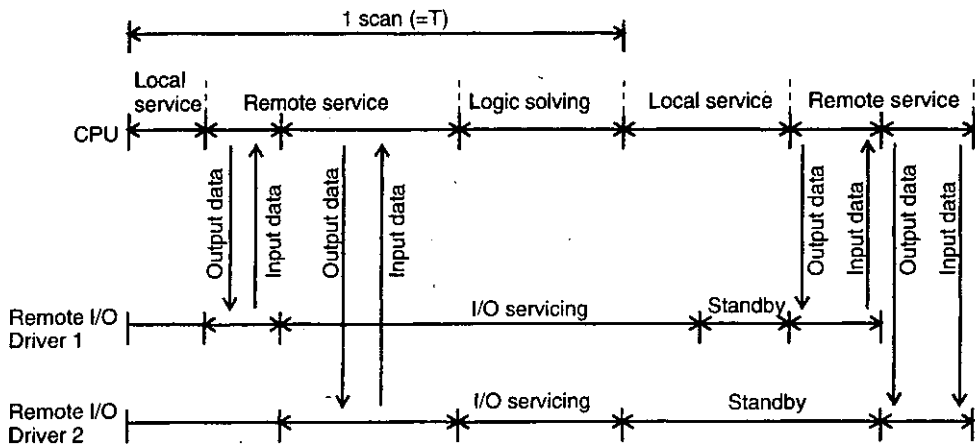 1 scan (=T)
Local
service
Remote service
Logic solving
Local service
Remote service
CPU
Output data
Input data
Output data
Input data
Output data
Input data
Output data
Input data
Remote I/O
Driver 1
I/O servicing
Standby
Remote I/O
Driver 2
I/O servicing
Standby